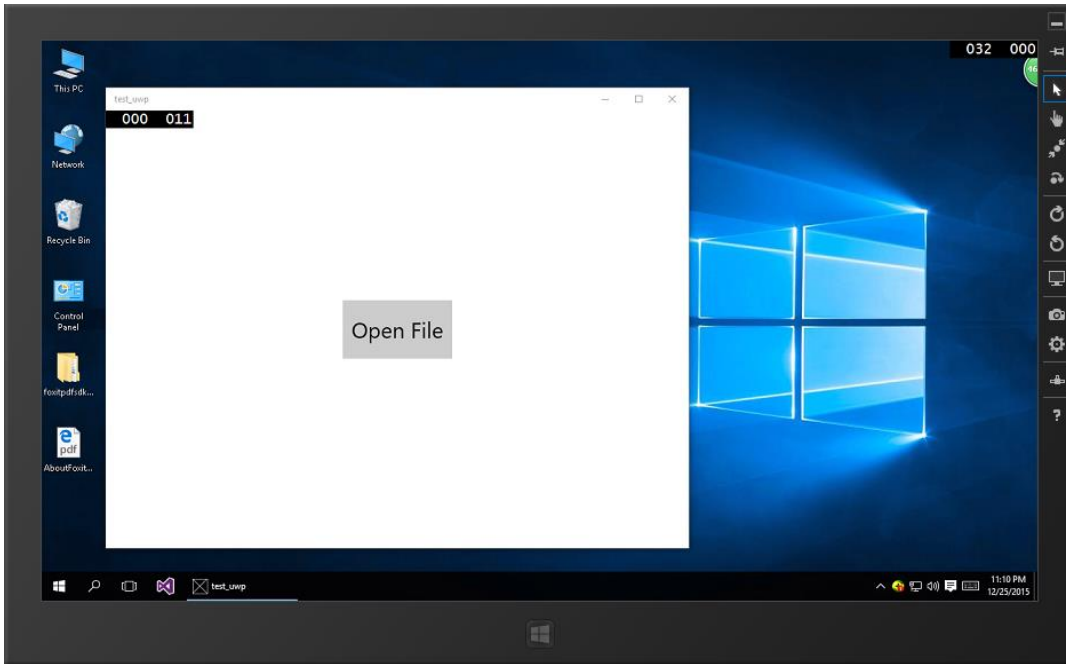 032 000
46
This PC
test_uwp
000 011
Network
Recycle Bin
Control
Panel
Open File
foxitpdfsdk...
pdf
AboutFoxit...
test_uwp
11:10 PM
12/25/2015
?